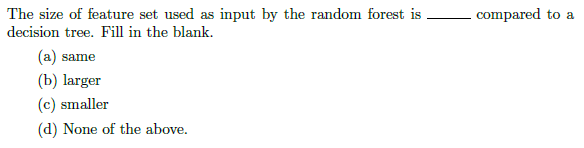 The size of feature set used as input by the random forest is _____ compared to a
decision tree. Fill in the blank.
(a) same
(b) larger
(c) smaller
(d) None of the above.